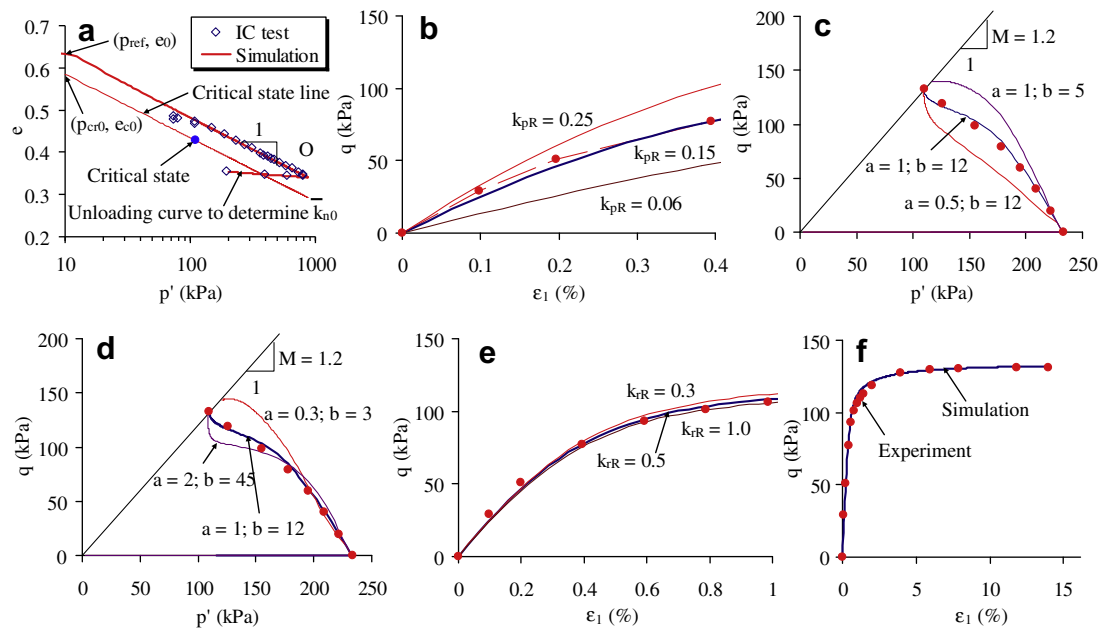 a
0.7
0.6
0.5
0.4
0.3
0.2
e
(p_ref, e_0)
(p_cr0, e_c0)
IC test
Simulation
Critical state line
1
O
Critical state
Unloading curve to determine k_n0
10
100
1000
p' (kPa)
b
100
50
0
q (kPa)
k_pR = 0.25
k_pR = 0.15
k_pR = 0.06
0
0.1
0.2
0.3
0.4
ε_1 (%)
c
200
150
100
50
0
q (kPa)
M = 1.2
1
a = 1; b = 5
a = 1; b = 12
a = 0.5; b = 12
0
50
100
150
200
250
p' (kPa)
d
200
150
100
50
0
q (kPa)
M = 1.2
1
a = 0.3; b = 3
a = 2; b = 45
a = 1; b = 12
0
50
100
150
200
250
p' (kPa)
e
150
100
50
0
q (kPa)
k_rR = 0.3
k_rR = 1.0
k_rR = 0.5
0
0.2
0.4
0.6
0.8
1
ε_1 (%)
f
150
100
50
0
q (kPa)
Simulation
Experiment
0
5
10
15
ε_1 (%)